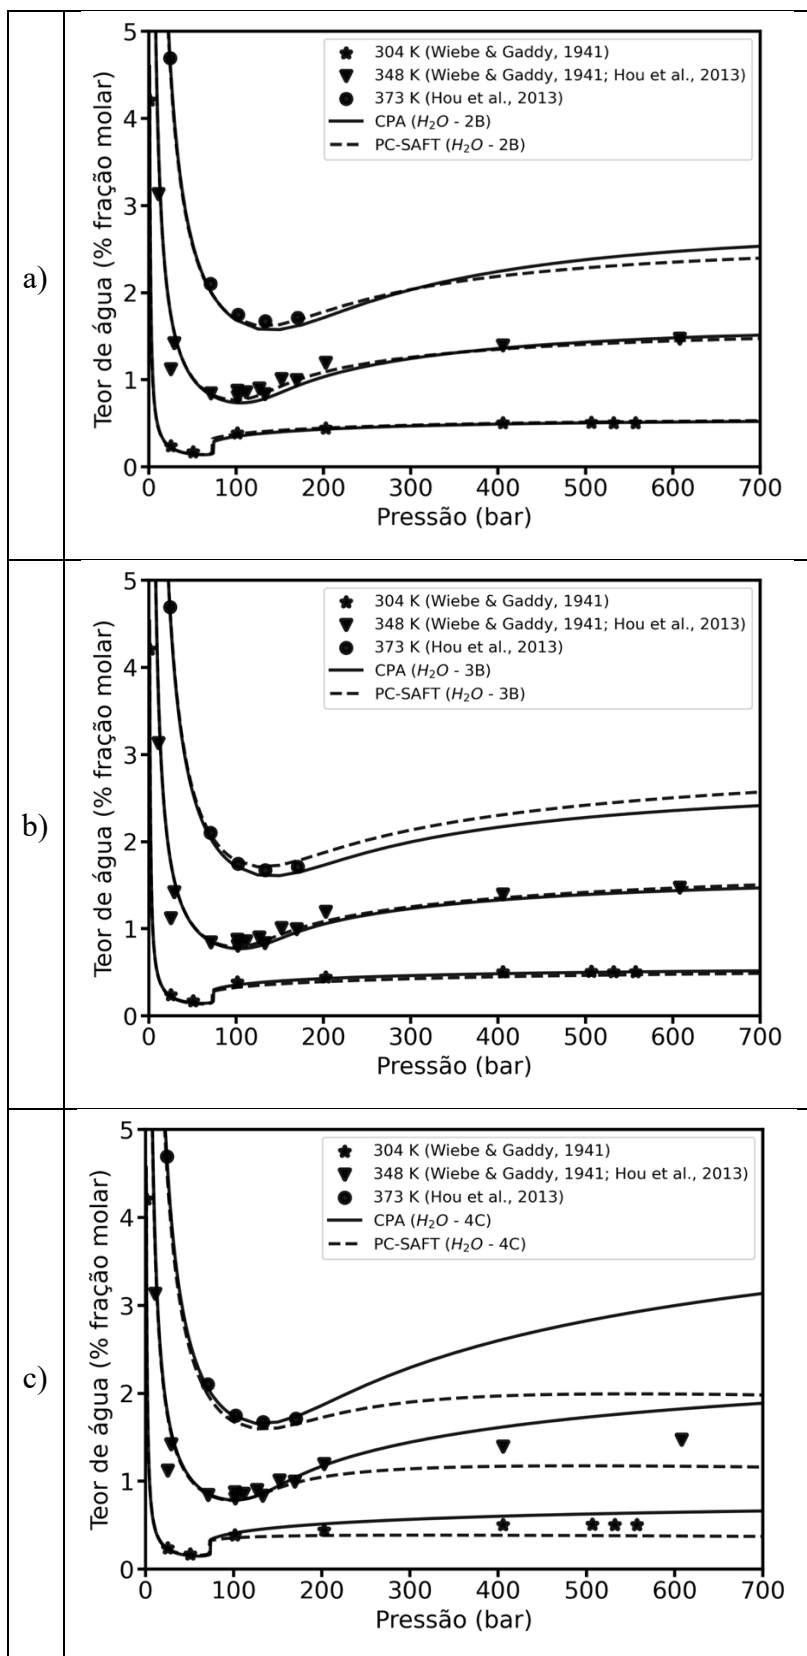 a)
Teor de água (% fração molar)
5
4
3
2
1
0
★ 304 K (Wiebe & Gaddy, 1941)
▼ 348 K (Wiebe & Gaddy, 1941; Hou et al., 2013)
● 373 K (Hou et al., 2013)
CPA (H₂O - 2B)
PC-SAFT (H₂O - 2B)
0 100 200 300 400 500 600 700
Pressão (bar)
b)
Teor de água (% fração molar)
5
4
3
2
1
0
★ 304 K (Wiebe & Gaddy, 1941)
▼ 348 K (Wiebe & Gaddy, 1941; Hou et al., 2013)
● 373 K (Hou et al., 2013)
CPA (H₂O - 3B)
PC-SAFT (H₂O - 3B)
0 100 200 300 400 500 600 700
Pressão (bar)
c)
Teor de água (% fração molar)
5
4
3
2
1
0
★ 304 K (Wiebe & Gaddy, 1941)
▼ 348 K (Wiebe & Gaddy, 1941; Hou et al., 2013)
● 373 K (Hou et al., 2013)
CPA (H₂O - 4C)
PC-SAFT (H₂O - 4C)
0 100 200 300 400 500 600 700
Pressão (bar)